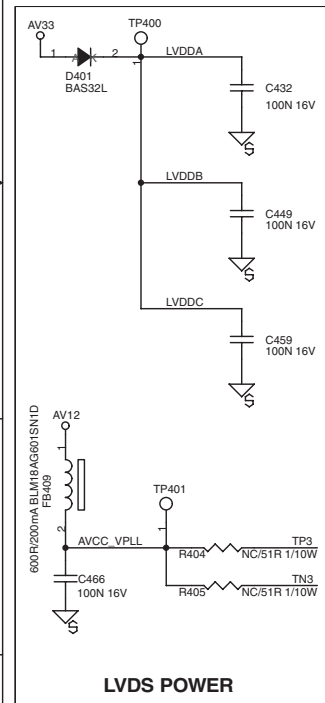 AV33
TP400
1
2
LVDDA
1
D401
BAS32L
C432
100N 16V
S
LVDDB
C449
100N 16V
S
LVDDC
C459
100N 16V
S
AV12
600R/200mA BLM18AG601SN1D
FB409
1
2
TP401
1
AVCC_VPLL
R404
TP3
NC/51R 1/10W
C466
100N 16V
R405
TN3
NC/51R 1/10W
S
LVDS POWER